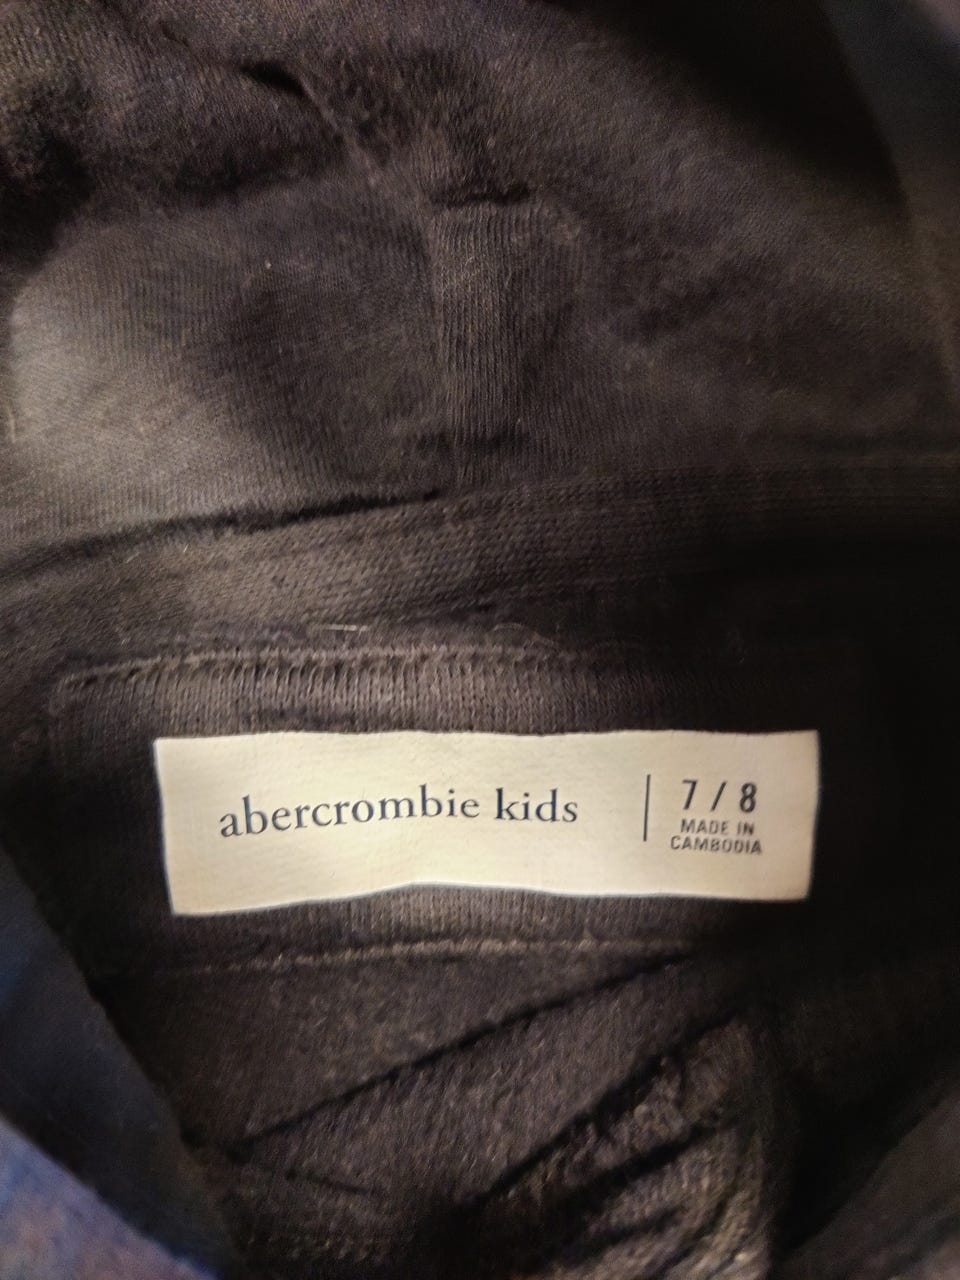 abercrombie kids
7 / 8
MADE IN
CAMBODIA